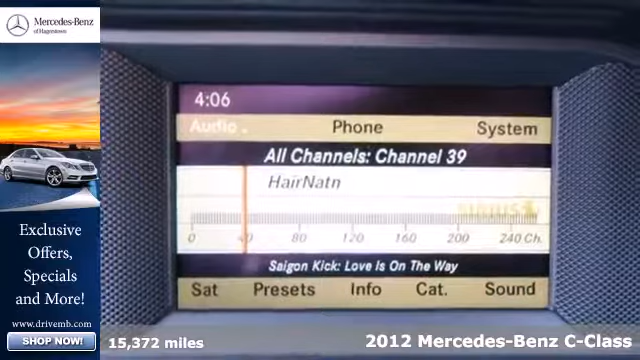 Mercedes-Benz
of Hagerstown
Exclusive
Offers,
Specials
and More!
www.drivemb.com
SHOP NOW!
4:06
Audio
Phone
System
All Channels: Channel 39
HairNatn
SIRIUS
0 40 80 120 160 200 240 Ch.
Saigon Kick: Love Is On The Way
Sat Presets Info Cat. Sound
15,372 miles
2012 Mercedes-Benz C-Class